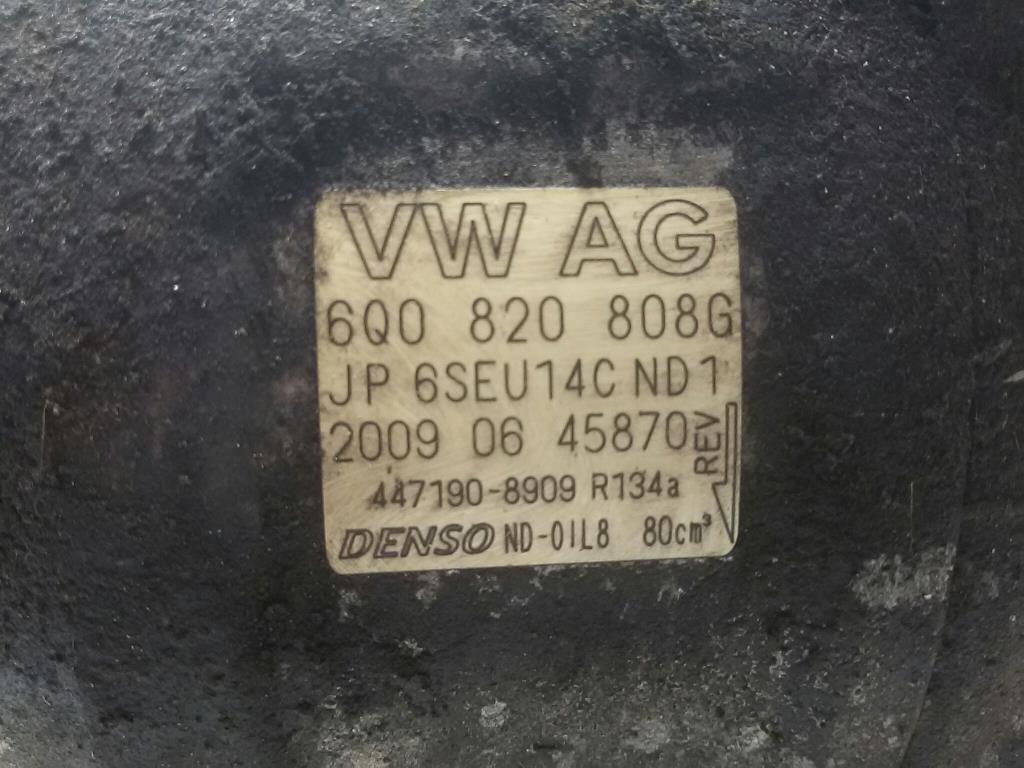 VW AG
6Q0 820 808G
JP 6SEU14C ND1
2009 06 45870
REV
447190-8909 R134a
DENSO ND-OIL8 80cm³